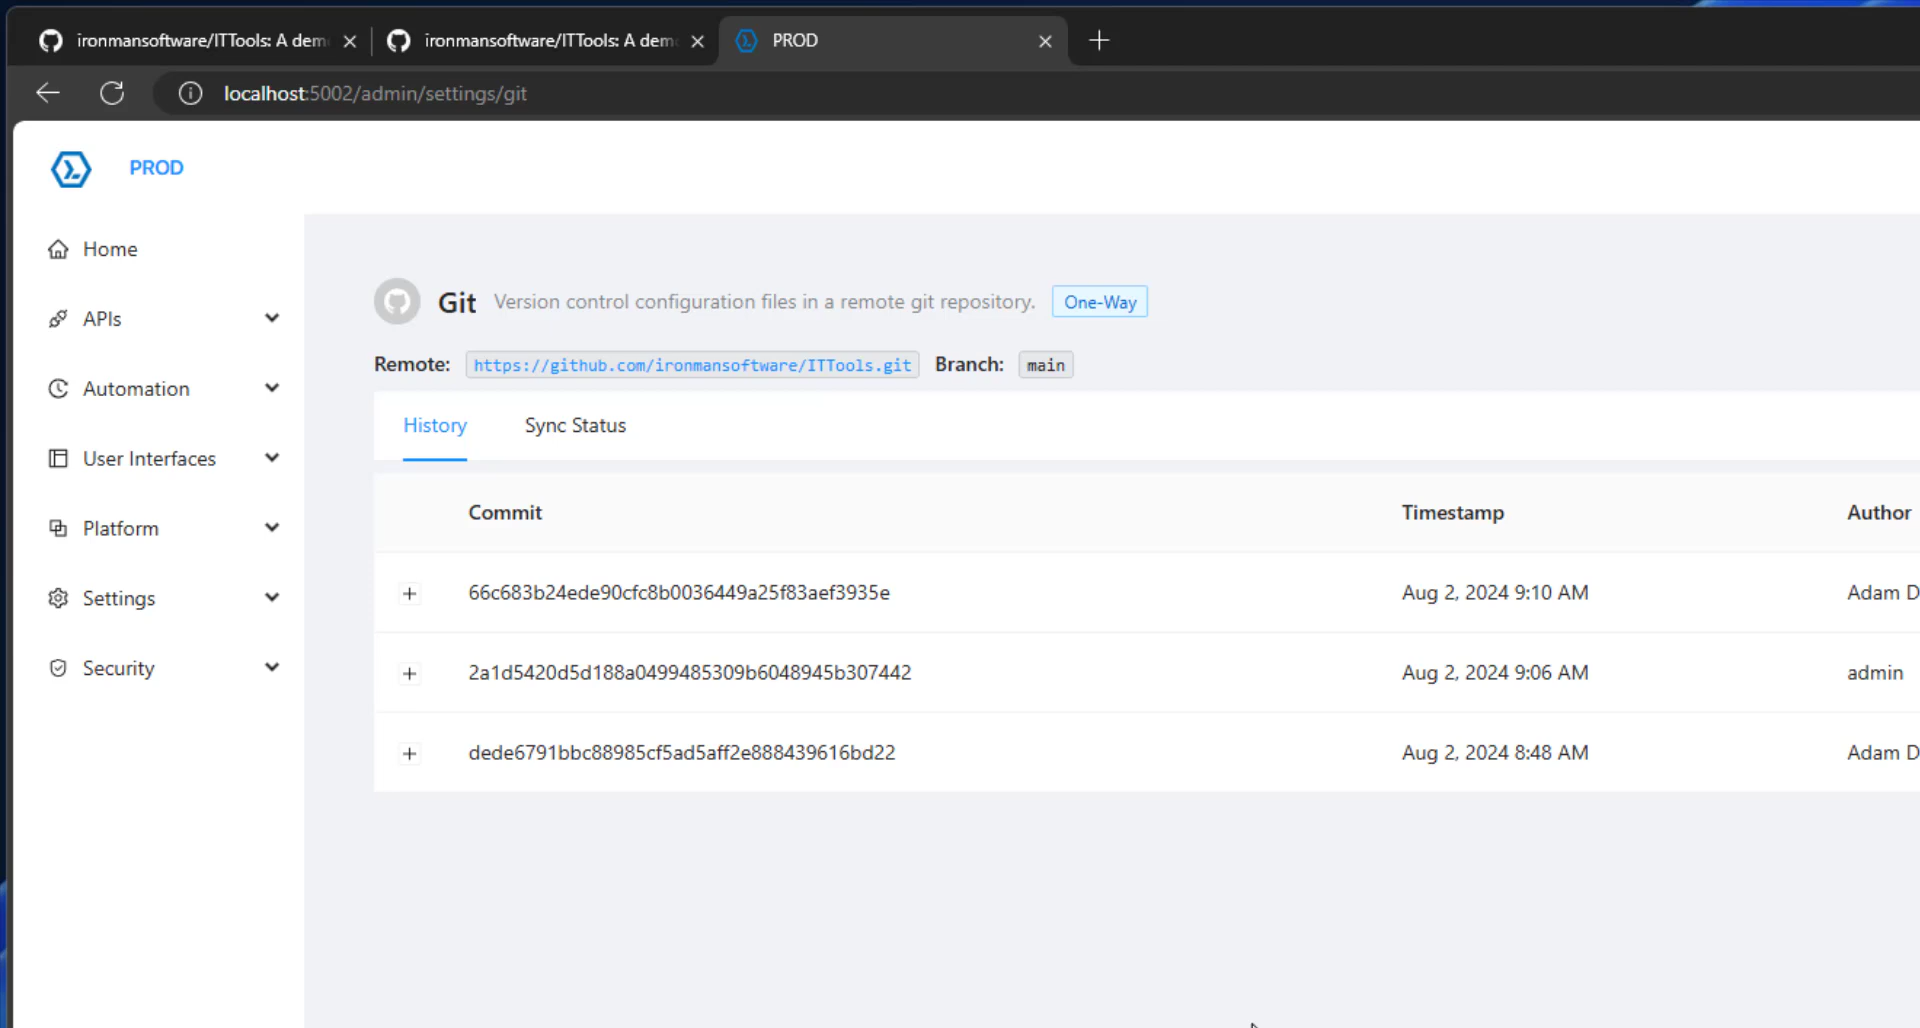 ironmansoftware/ITTools: A dem
ironmansoftware/ITTools: A dem
PROD
localhost:5002/admin/settings/git
PROD
Home
APIs
Automation
User Interfaces
Platform
Settings
Security
Git Version control configuration files in a remote git repository. One-Way
Remote: https://github.com/ironmansoftware/ITTools.git Branch: main
History Sync Status
Commit Timestamp Author
66c683b24ede90cfc8b0036449a25f83aef3935e Aug 2, 2024 9:10 AM Adam D
2a1d5420d5d188a0499485309b6048945b307442 Aug 2, 2024 9:06 AM admin
dede6791bbc88985cf5ad5aff2e888439616bd22 Aug 2, 2024 8:48 AM Adam D